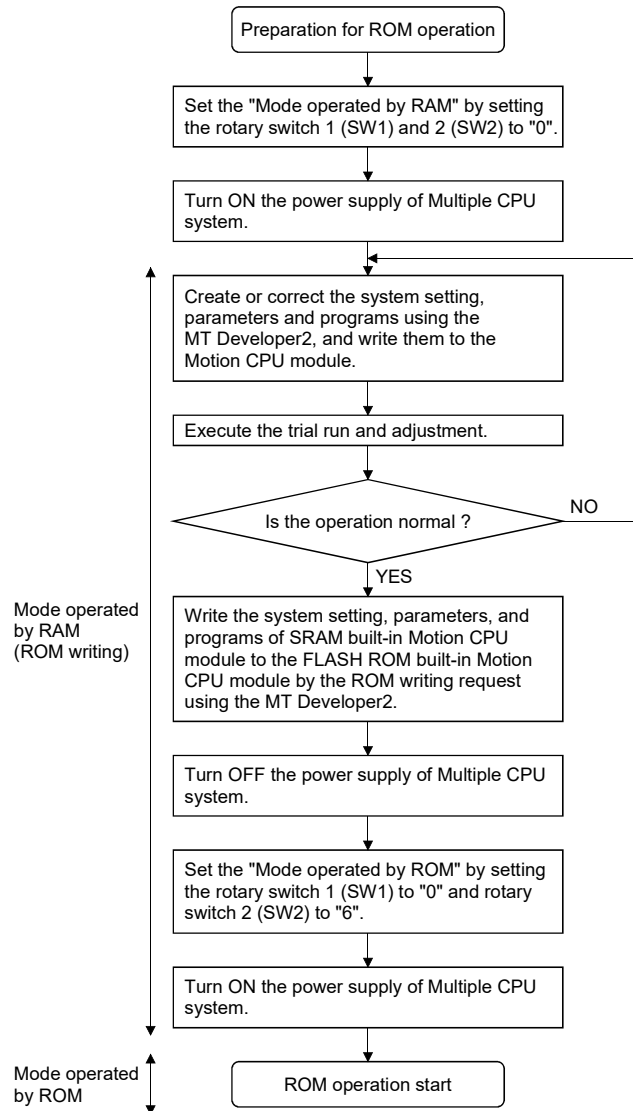 Preparation for ROM operation
Set the "Mode operated by RAM" by setting
the rotary switch 1 (SW1) and 2 (SW2) to "0".
Turn ON the power supply of Multiple CPU
system.
Create or correct the system setting,
parameters and programs using the
MT Developer2, and write them to the
Motion CPU module.
Execute the trial run and adjustment.
Is the operation normal ?
NO
YES
Mode operated
by RAM
(ROM writing)
Write the system setting, parameters, and
programs of SRAM built-in Motion CPU
module to the FLASH ROM built-in Motion
CPU module by the ROM writing request
using the MT Developer2.
Turn OFF the power supply of Multiple CPU
system.
Set the "Mode operated by ROM" by setting
the rotary switch 1 (SW1) to "0" and rotary
switch 2 (SW2) to "6".
Turn ON the power supply of Multiple CPU
system.
Mode operated
by ROM
ROM operation start